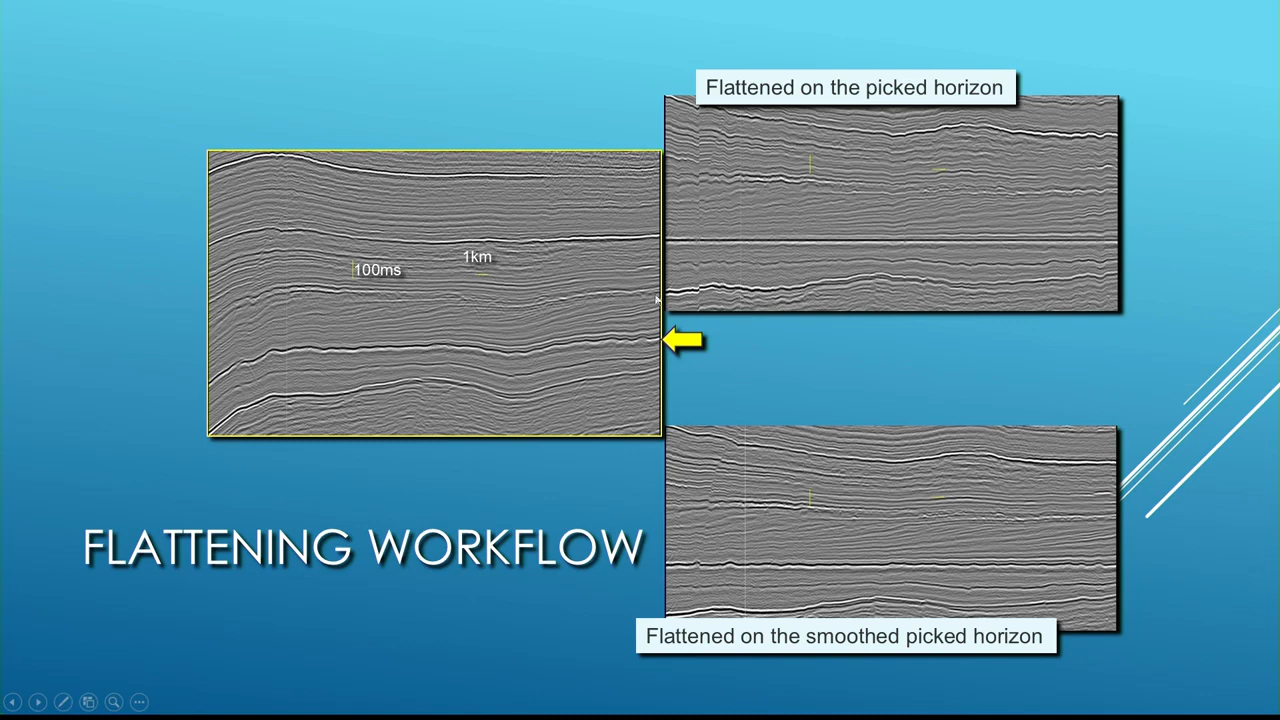 Flattened on the picked horizon
1km
100ms
FLATTENING WORKFLOW
Flattened on the smoothed picked horizon